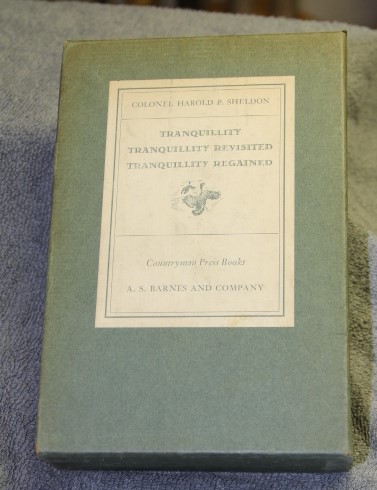 COLONEL HAROLD P. SHELDON
TRANQUILLITY
TRANQUILLITY REVISITED
TRANQUILLITY REGAINED
Countryman Press Books
A. S. BARNES AND COMPANY